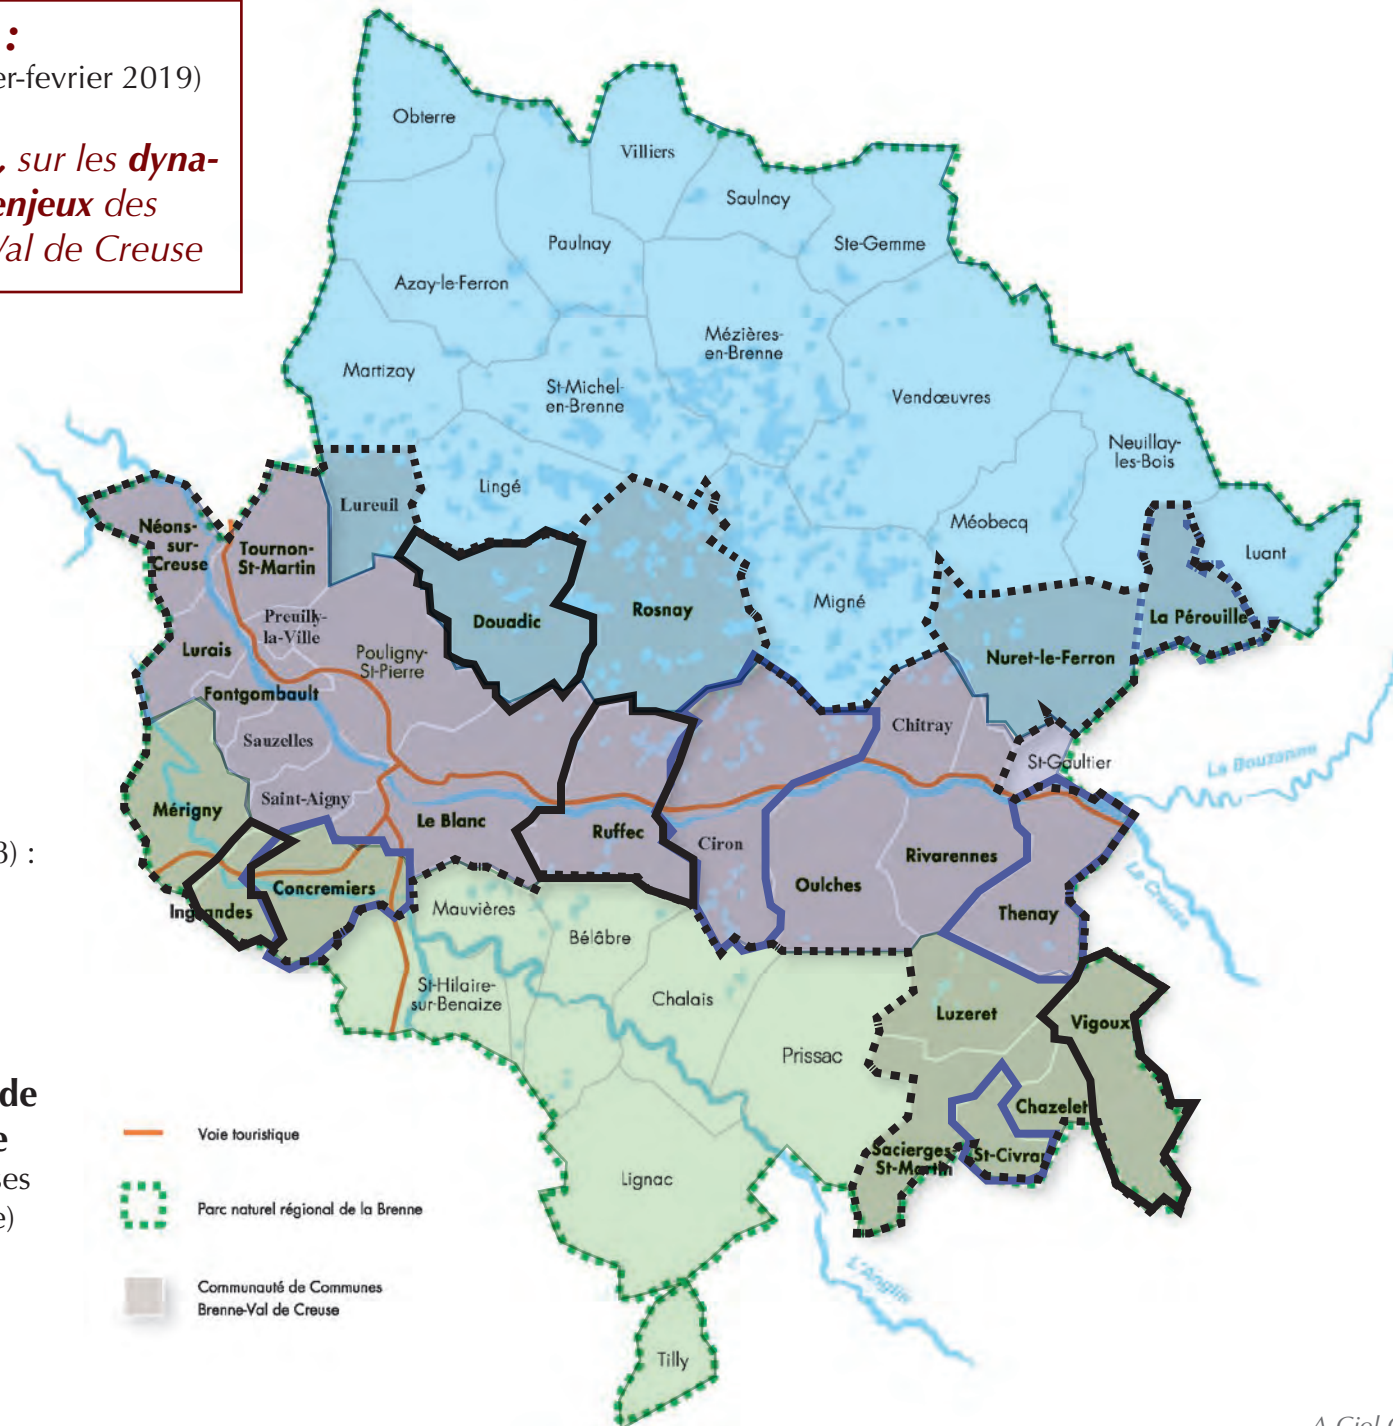 :
er-fevrier 2019)
, sur les dyna-
enjeux des
Val de Creuse
Obterre
Villiers
Saulnay
Paulnay
Ste-Gemme
Azay-le-Ferron
Mézières-
en-Brenne
Martizay
St-Michel-
en-Brenne
Vendœuvres
Neuillay-
les-Bois
Lingé
Lureuil
Méobecq
Luant
Néons-
sur-
Creuse
Tournon-
St-Martin
Migné
Rosnay
Douadic
La Pérouille
Preuilly-
la-Ville
Lurais
Pouligny-
St-Pierre
Nuret-le-Ferron
Fontgombault
Chitray
Sauzelles
St-Gaultier
La Bouzanne
Saint-Aigny
Mérigny
Le Blanc
Ruffec
Ciron
Rivarennes
3) :
Oulches
La Creuse
Concremiers
Ingrandes
Mauvières
Thenay
Bélâbre
St-Hilaire-
sur-Benaize
Chalais
Luzeret
Vigoux
Prissac
de
e
Chazelet
ses
e)
Voie touristique
Sacierges-
St-Martin
St-Civran
Lignac
Parc naturel régional de la Brenne
L'Anglin
Communauté de Communes
Brenne-Val de Creuse
Tilly